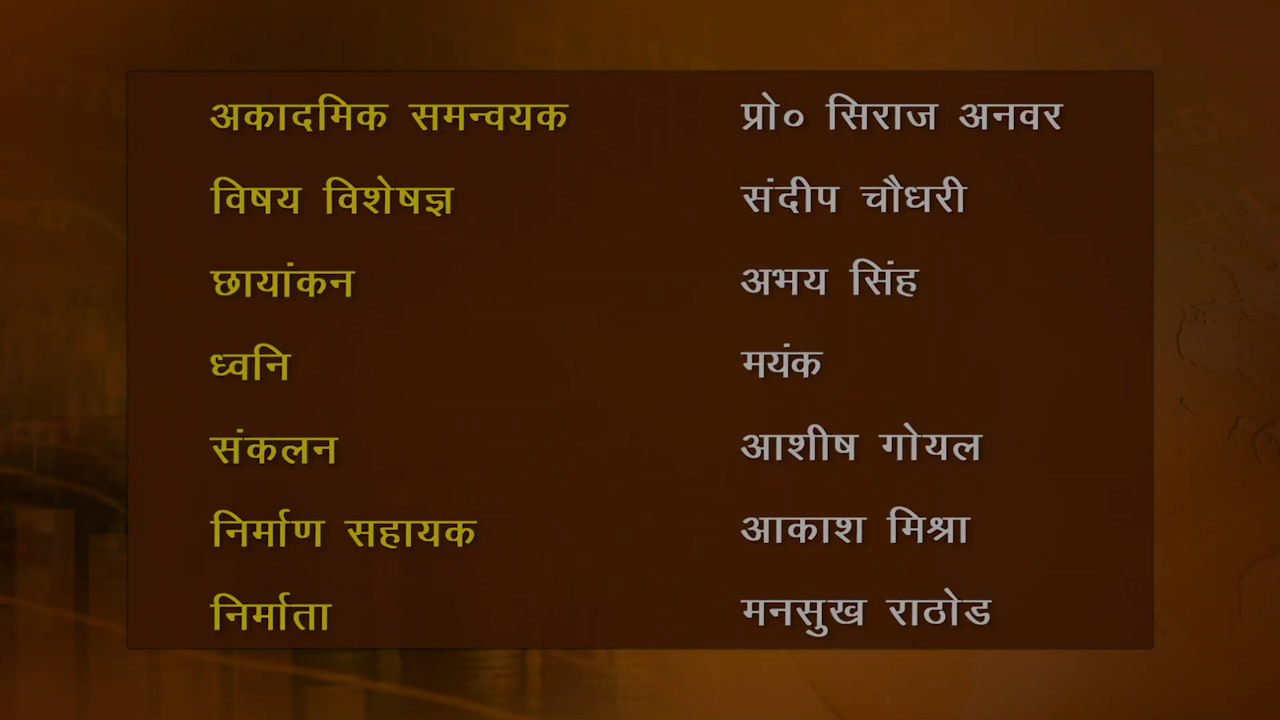 अकादमिक समन्वयक प्रो० सिराज अनवर
विषय विशेषज्ञ संदीप चौधरी
छायांकन अभय सिंह
ध्वनि मयंक
संकलन आशीष गोयल
निर्माण सहायक आकाश मिश्रा
निर्माता मनसुख राठोड